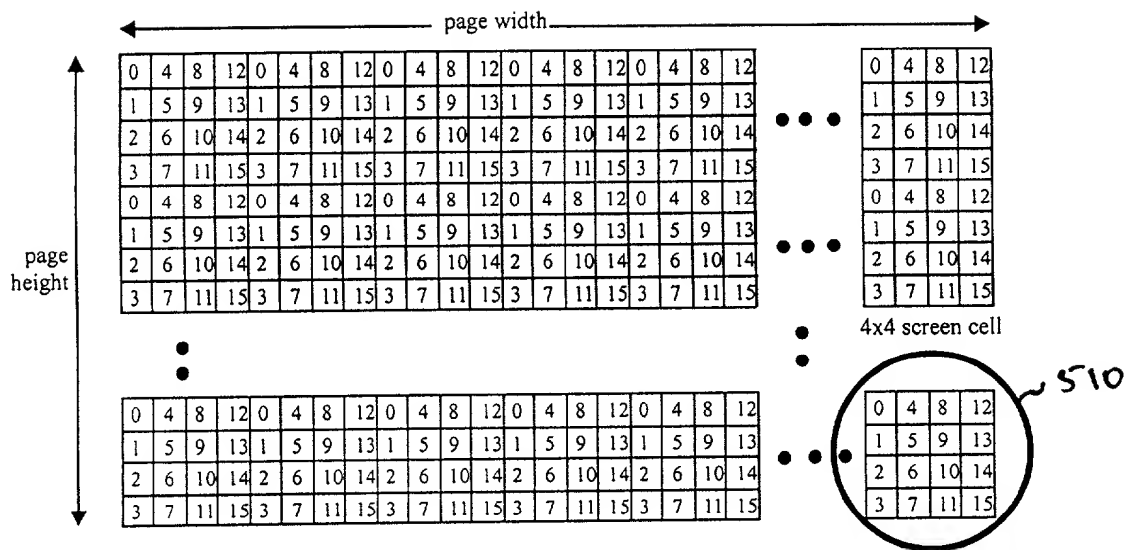 page width
0 4 8 12 0 4 8 12 0 4 8 12 0 4 8 12 0 4 8 12 0 4 8 12
1 5 9 13 1 5 9 13 1 5 9 13 1 5 9 13 1 5 9 13 1 5 9 13
2 6 10 14 2 6 10 14 2 6 10 14 2 6 10 14 2 6 10 14 2 6 10 14
3 7 11 15 3 7 11 15 3 7 11 15 3 7 11 15 3 7 11 15 3 7 11 15
0 4 8 12 0 4 8 12 0 4 8 12 0 4 8 12 0 4 8 12 0 4 8 12
1 5 9 13 1 5 9 13 1 5 9 13 1 5 9 13 1 5 9 13 1 5 9 13
2 6 10 14 2 6 10 14 2 6 10 14 2 6 10 14 2 6 10 14 2 6 10 14
3 7 11 15 3 7 11 15 3 7 11 15 3 7 11 15 3 7 11 15 3 7 11 15
page
height
4x4 screen cell
510
0 4 8 12 0 4 8 12 0 4 8 12 0 4 8 12 0 4 8 12 0 4 8 12
1 5 9 13 1 5 9 13 1 5 9 13 1 5 9 13 1 5 9 13 1 5 9 13
2 6 10 14 2 6 10 14 2 6 10 14 2 6 10 14 2 6 10 14 2 6 10 14
3 7 11 15 3 7 11 15 3 7 11 15 3 7 11 15 3 7 11 15 3 7 11 15